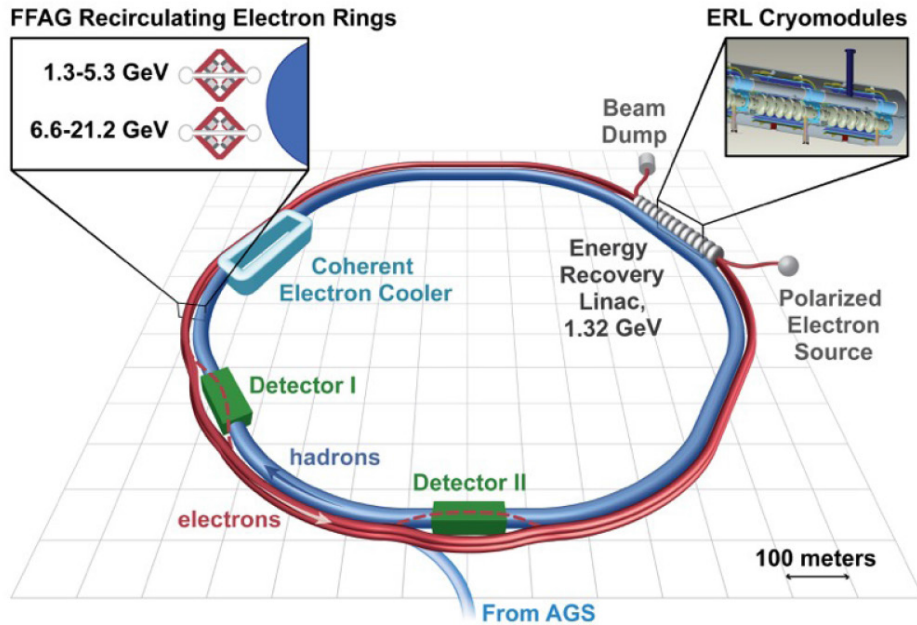 FFAG Recirculating Electron Rings
1.3-5.3 GeV
6.6-21.2 GeV
ERL Cryomodules
Beam
Dump
Energy
Recovery
Linac,
1.32 GeV
Polarized
Electron
Source
Coherent
Electron Cooler
Detector I
hadrons
Detector II
electrons
100 meters
From AGS